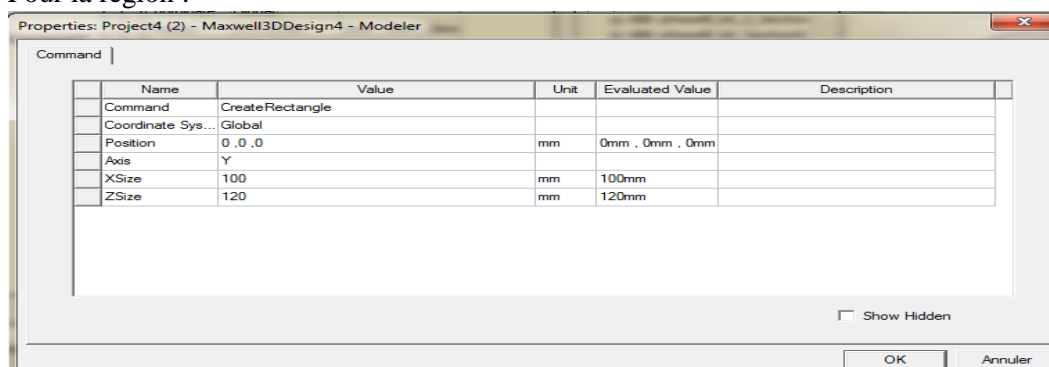 Pour la région :
Properties: Project4 (2) - Maxwell3DDesign4 - Modeler
Command
Name Value Unit Evaluated Value Description
Command CreateRectangle
Coordinate Sys... Global
Position 0 ,0 ,0 mm 0mm , 0mm , 0mm
Axis Y
XSize 100 mm 100mm
ZSize 120 mm 120mm
Show Hidden
OK Annuler